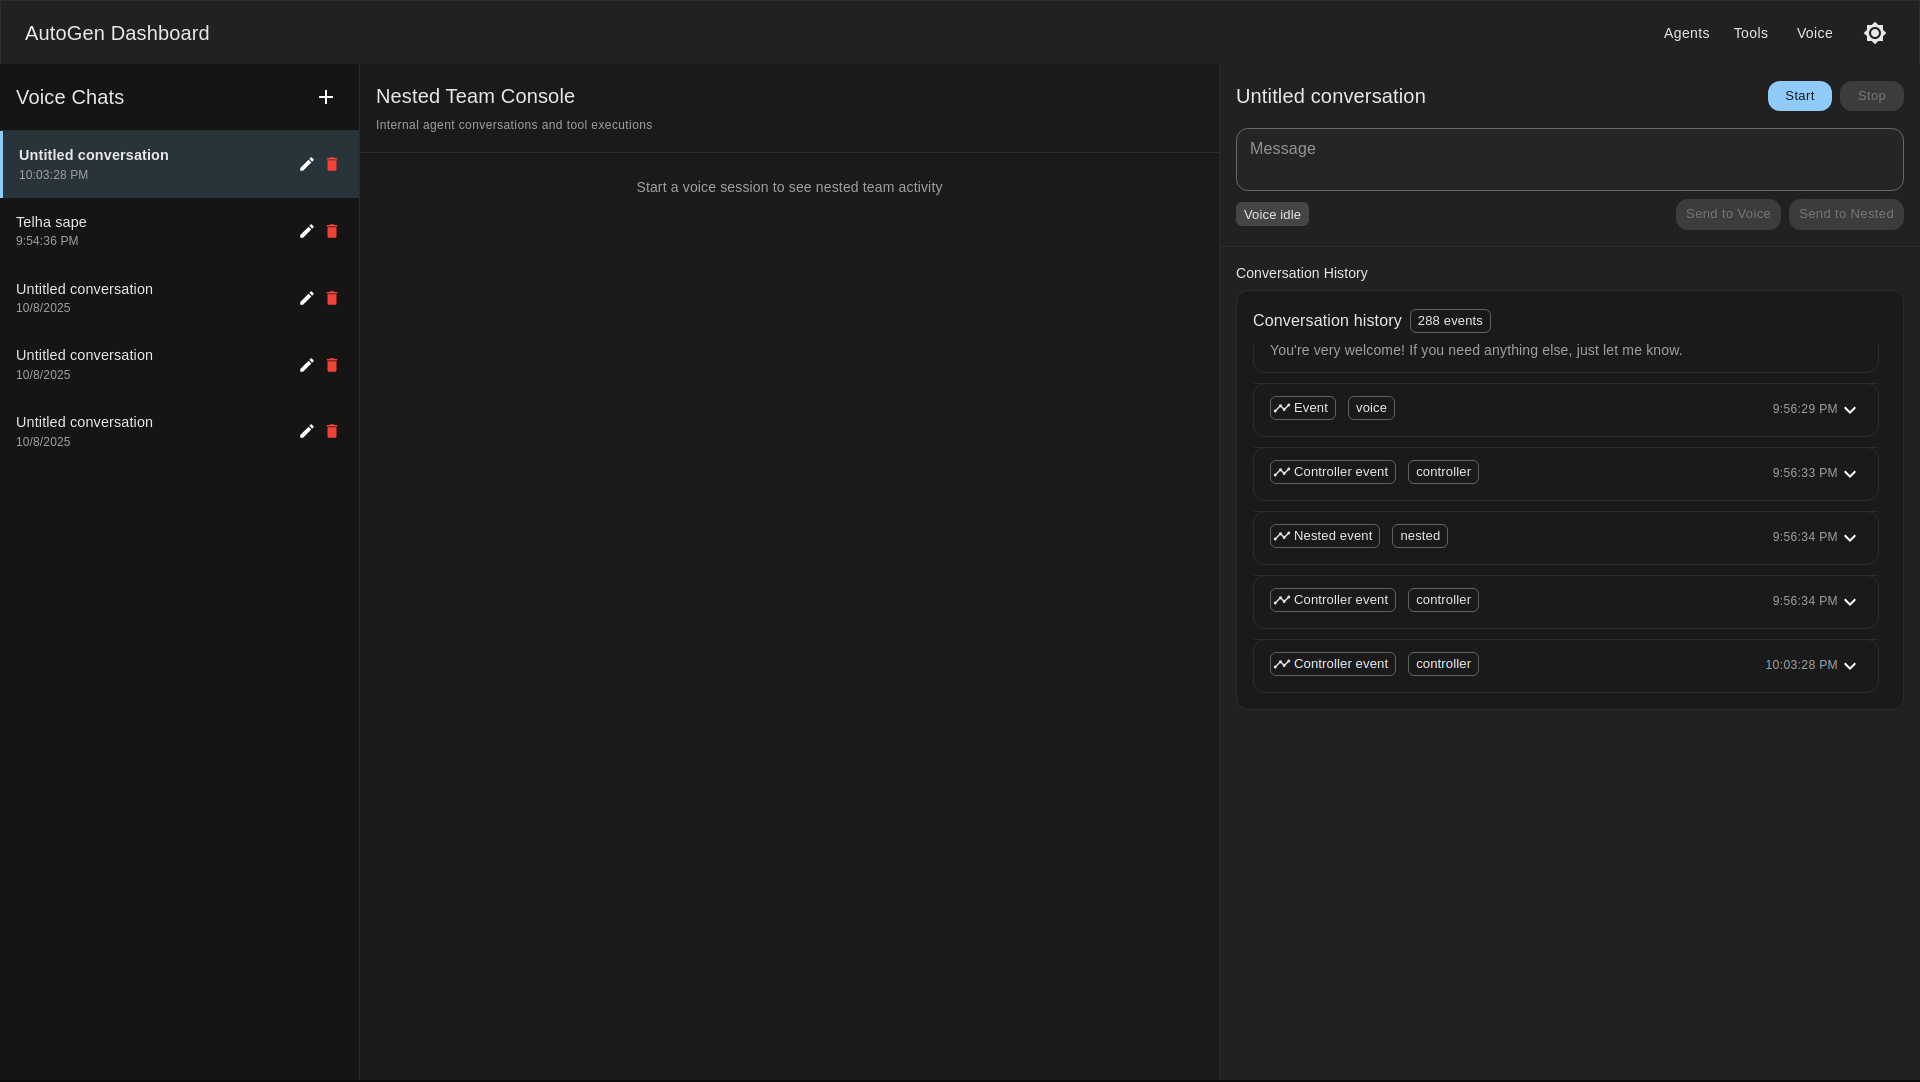 AutoGen Dashboard
Agents
Tools
Voice
Voice Chats
Untitled conversation
10:03:28 PM
Telha sape
9:54:36 PM
Untitled conversation
10/8/2025
Untitled conversation
10/8/2025
Untitled conversation
10/8/2025
Nested Team Console
Internal agent conversations and tool executions
Start a voice session to see nested team activity
Untitled conversation
Start
Stop
Message
Voice idle
Send to Voice
Send to Nested
Conversation History
Conversation history
288 events
You're very welcome! If you need anything else, just let me know.
Event
voice
9:56:29 PM
Controller event
controller
9:56:33 PM
Nested event
nested
9:56:34 PM
Controller event
controller
9:56:34 PM
Controller event
controller
10:03:28 PM